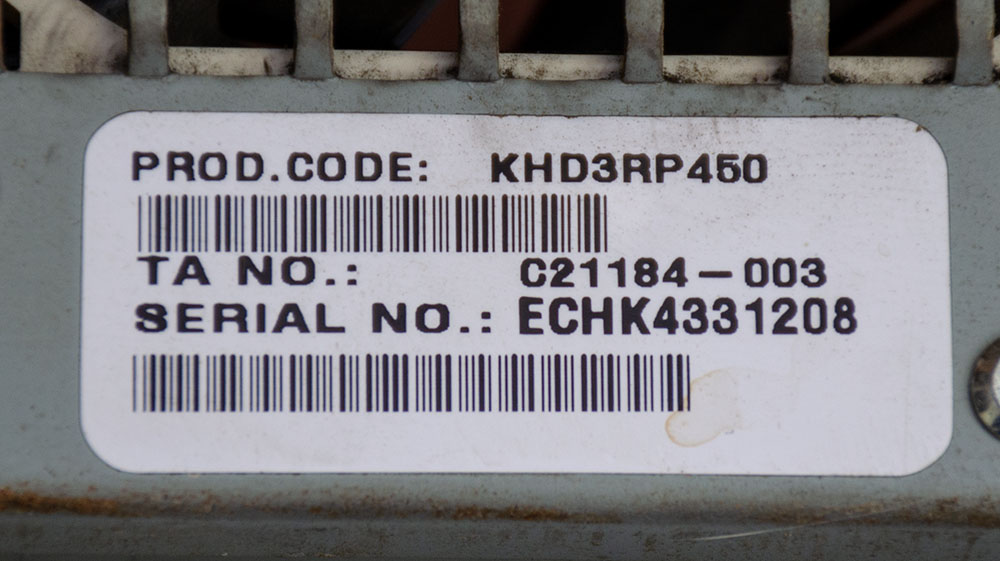 PROD.CODE: KHD3RP450
TA NO.: C21184-003
SERIAL NO.: ECHK4331208